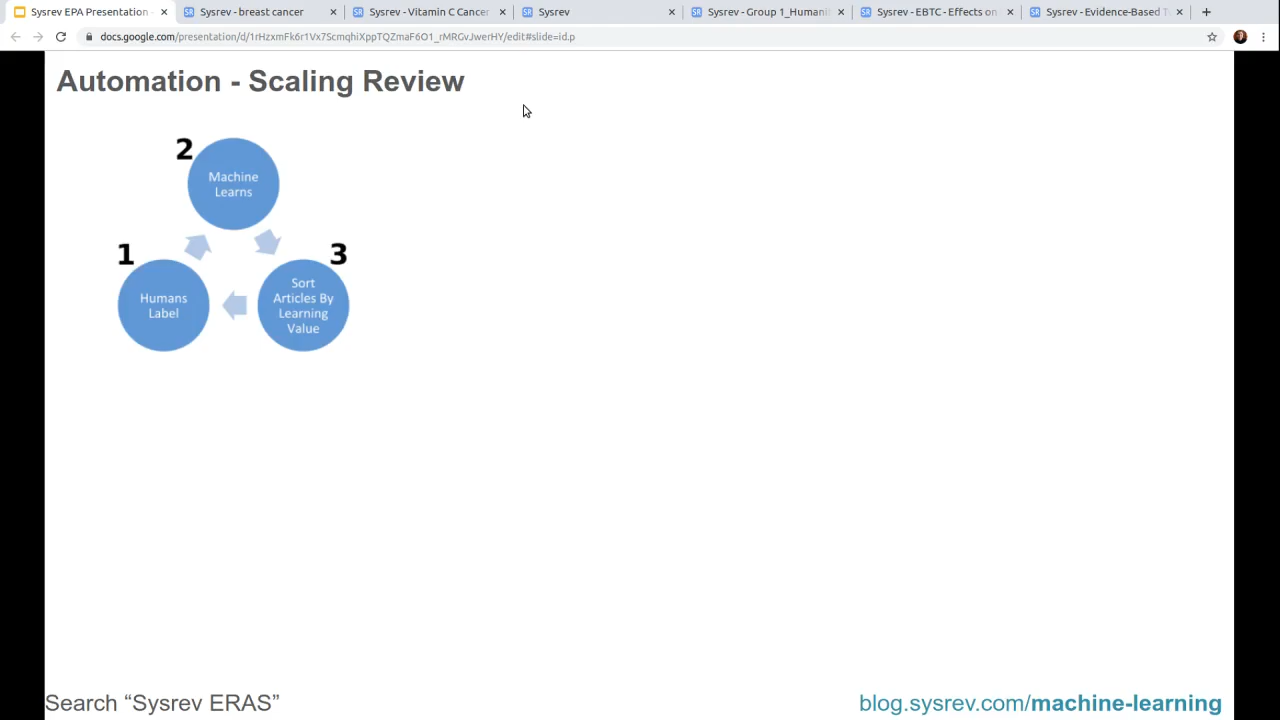 Sysrev EPA Presentation -
Sysrev - breast cancer
Sysrev - Vitamin C Cancer
Sysrev
Sysrev - Group 1_Humani
Sysrev - EBTC - Effects on
Sysrev - Evidence-Based T
docs.google.com/presentation/d/1rHzxmFk6r1Vx7ScmqhiXppTQZmaF6O1_rMRGvJwerHY/edit#slide=id.p
Automation - Scaling Review
2
Machine
Learns
1
3
Humans
Label
Sort
Articles By
Learning
Value
Search “Sysrev ERAS”
blog.sysrev.com/machine-learning